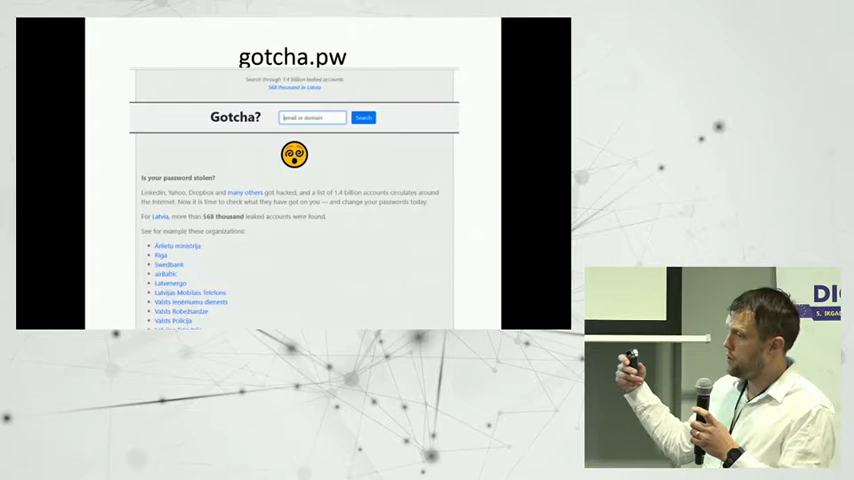 gotcha.pw
Search through 1.4 billion leaked accounts
568 thousand in Latvia
Gotcha?
email or domain
Search
Is your password stolen?
LinkedIn, Yahoo, Dropbox and many others got hacked, and a list of 1.4 billion accounts circulates around
the Internet. Now it is time to check what they have got on you — and change your passwords today.
For Latvia, more than 568 thousand leaked accounts were found.
See for example these organizations:
Ārlietu ministrija
Rīga
Swedbank
airBaltic
Latvenergo
Latvijas Mobilais Telefons
Valsts ieņēmumu dienests
Valsts Robežsardze
Valsts Policija
DI
5. IKGA